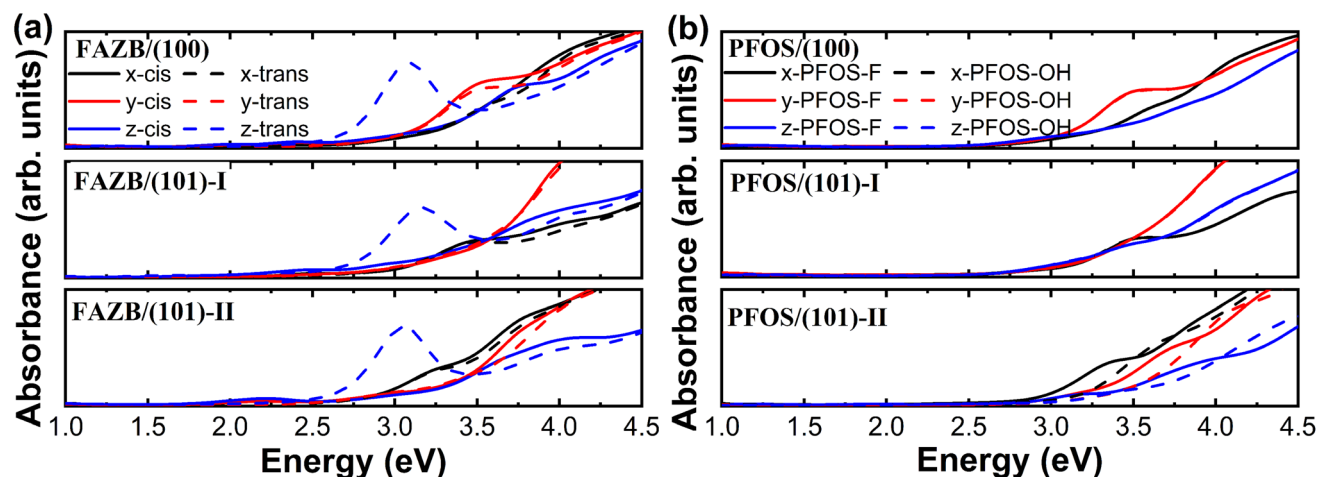 (a)
FAZB/(100)
x-cis x-trans
y-cis y-trans
z-cis z-trans
FAZB/(101)-I
FAZB/(101)-II
Absorbance (arb. units)
1.0 1.5 2.0 2.5 3.0 3.5 4.0 4.5
Energy (eV)
(b)
PFOS/(100)
x-PFOS-F x-PFOS-OH
y-PFOS-F y-PFOS-OH
z-PFOS-F z-PFOS-OH
PFOS/(101)-I
PFOS/(101)-II
Absorbance (arb. units)
1.0 1.5 2.0 2.5 3.0 3.5 4.0 4.5
Energy (eV)